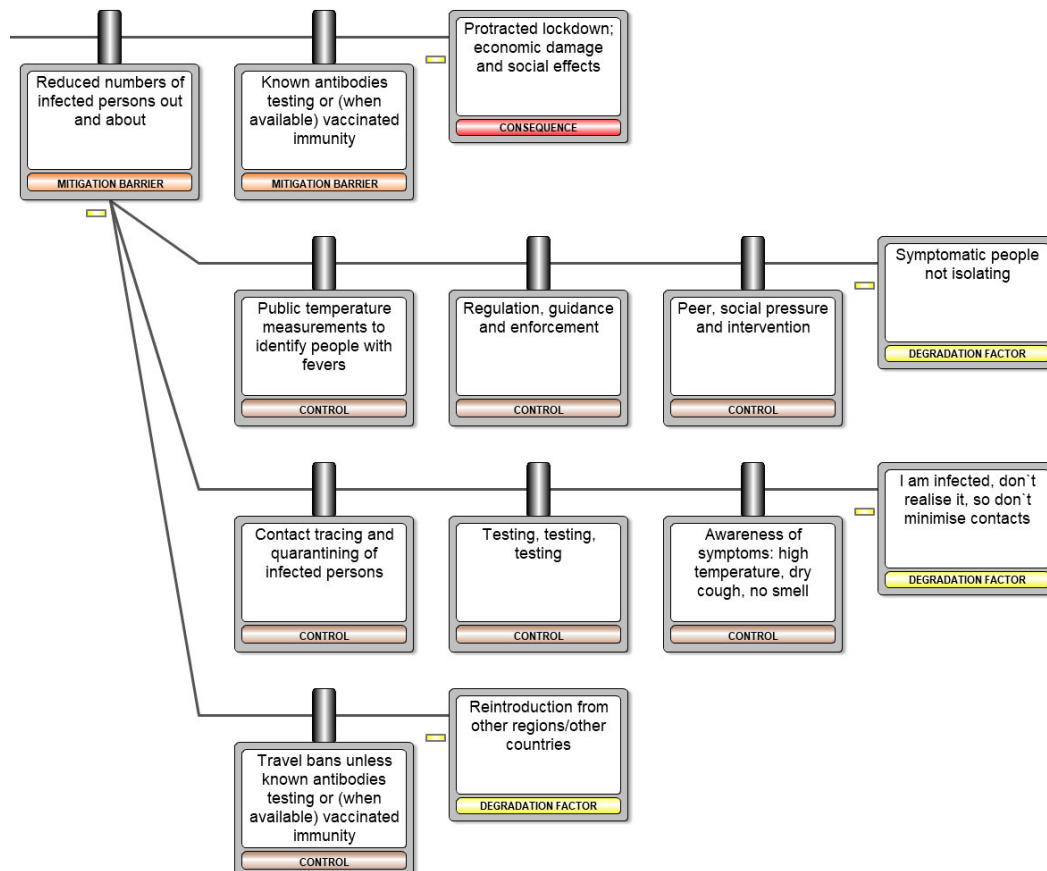 Reduced numbers of
infected persons out
and about
MITIGATION BARRIER
Known antibodies
testing or (when
available) vaccinated
immunity
MITIGATION BARRIER
Protracted lockdown;
economic damage
and social effects
CONSEQUENCE
Public temperature
measurements to
identify people with
fevers
CONTROL
Regulation, guidance
and enforcement
CONTROL
Peer, social pressure
and intervention
CONTROL
Symptomatic people
not isolating
DEGRADATION FACTOR
Contact tracing and
quarantining of
infected persons
CONTROL
Testing, testing,
testing
CONTROL
Awareness of
symptoms: high
temperature, dry
cough, no smell
CONTROL
I am infected, don`t
realise it, so don`t
minimise contacts
DEGRADATION FACTOR
Travel bans unless
known antibodies
testing or (when
available) vaccinated
immunity
CONTROL
Reintroduction from
other regions/other
countries
DEGRADATION FACTOR